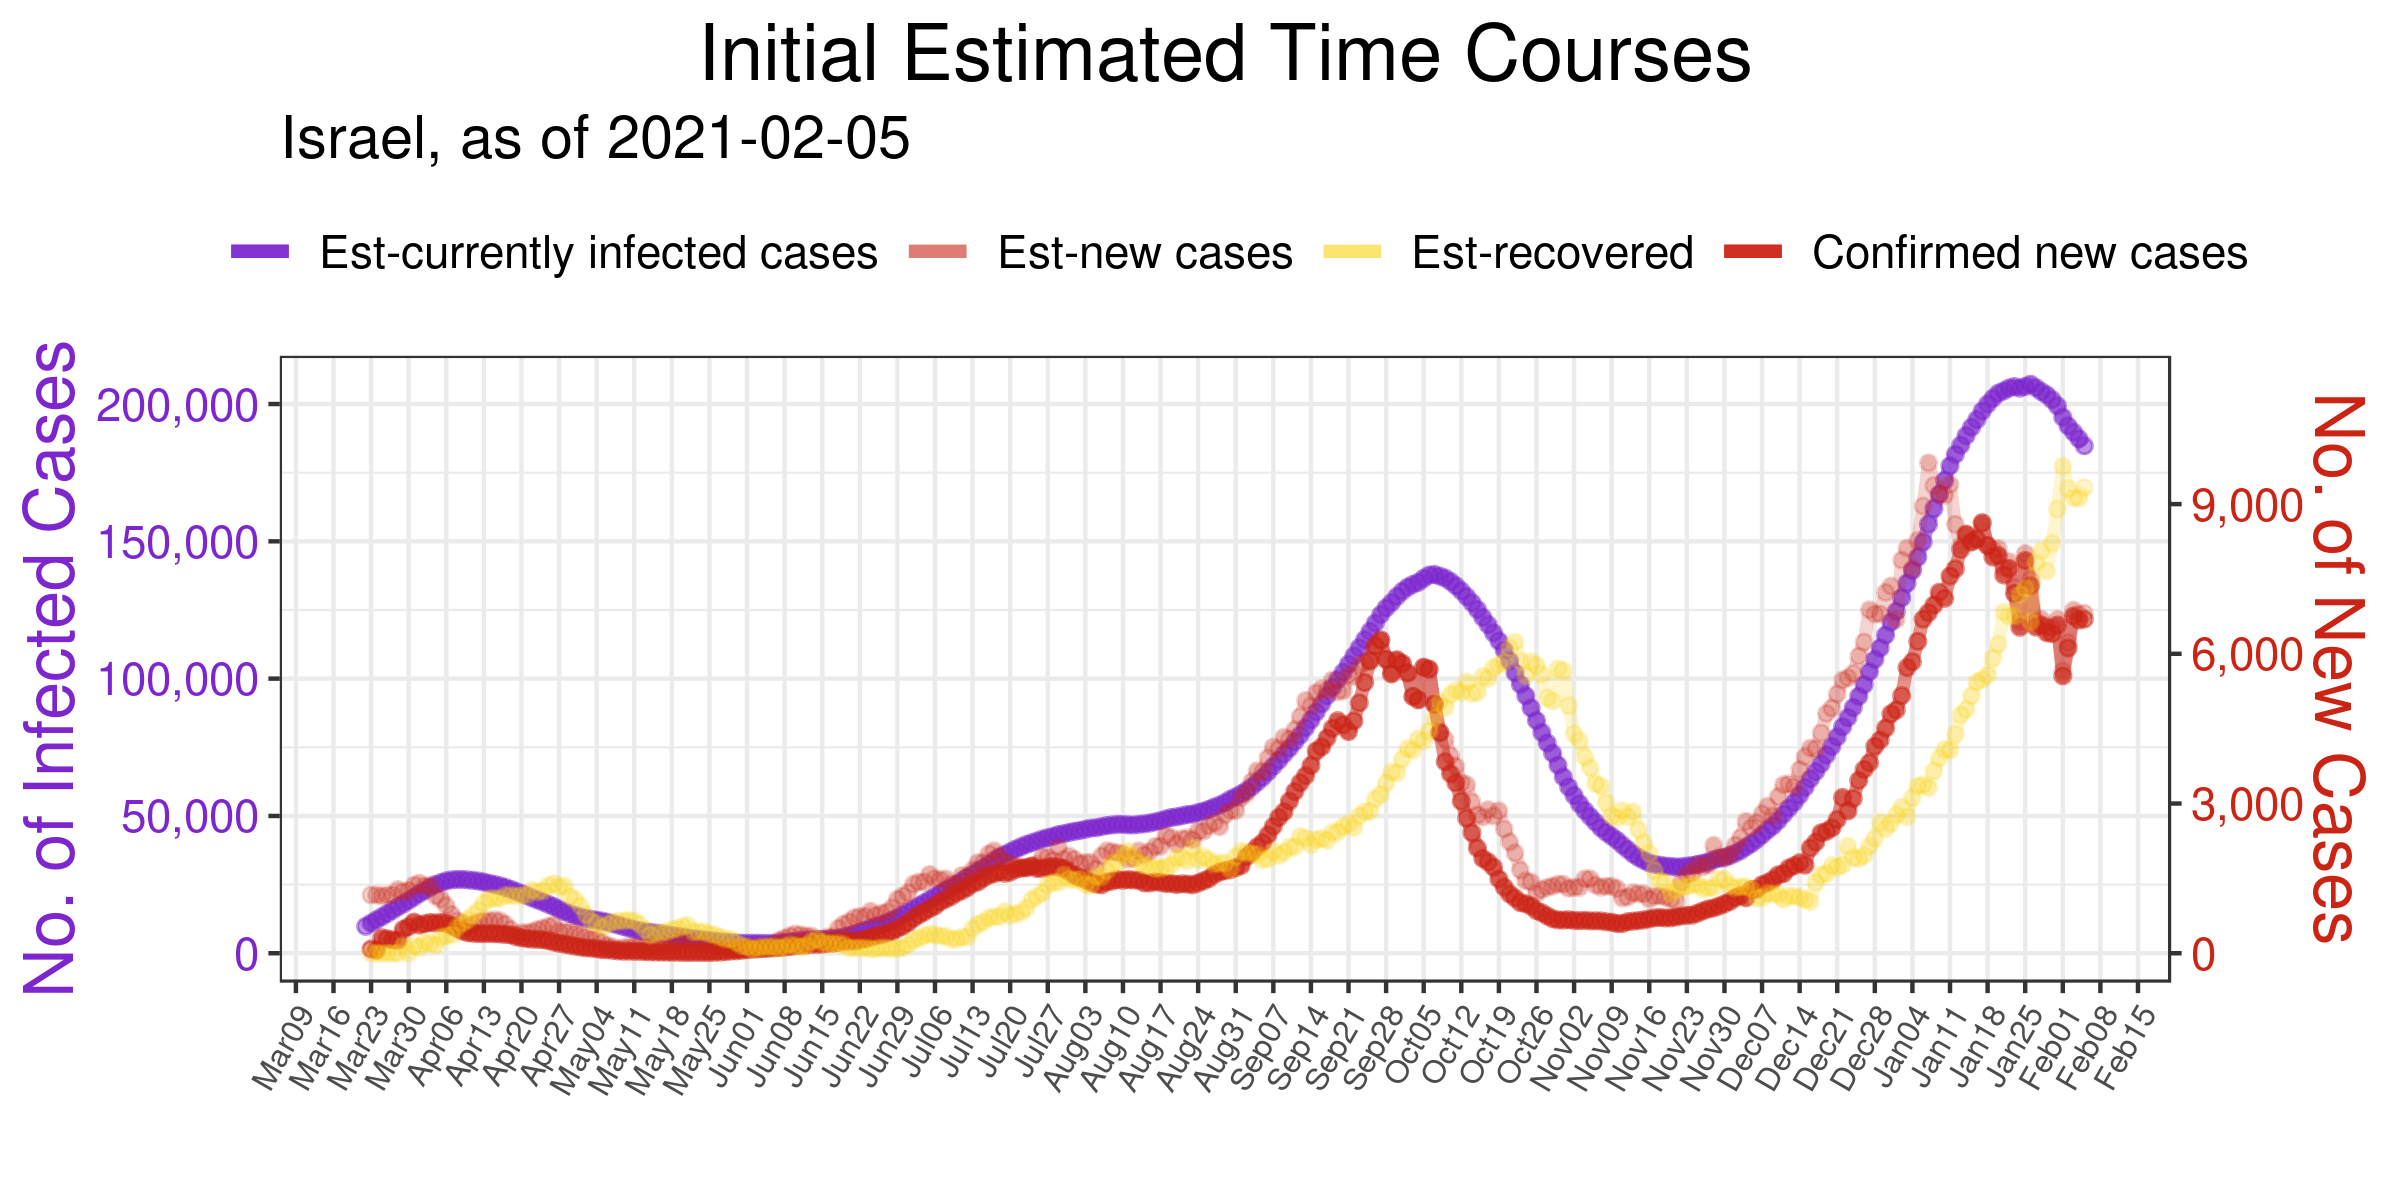 Initial Estimated Time Courses
Israel, as of 2021-02-05
Est-currently infected cases Est-new cases Est-recovered Confirmed new cases
No. of Infected Cases
200,000
150,000
100,000
50,000
0
No. of New Cases
9,000
6,000
3,000
0
Mar09 Mar16 Mar23 Mar30 Apr06 Apr13 Apr20 Apr27 May04 May11 May18 May25 Jun01 Jun08 Jun15 Jun22 Jun29 Jul06 Jul13 Jul20 Jul27 Aug03 Aug10 Aug17 Aug24 Aug31 Sep07 Sep14 Sep21 Sep28 Oct05 Oct12 Oct19 Oct26 Nov02 Nov09 Nov16 Nov23 Nov30 Dec07 Dec14 Dec21 Dec28 Jan04 Jan11 Jan18 Jan25 Feb01 Feb08 Feb15